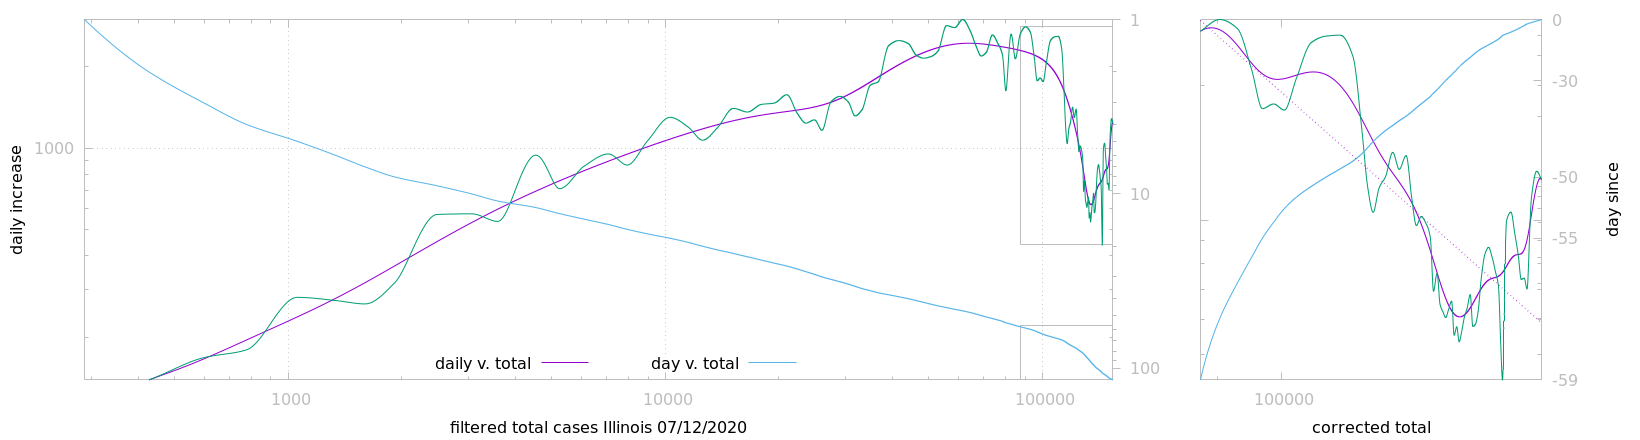 daily increase
1000
daily v. total
day v. total
1000
10000
100000
filtered total cases Illinois 07/12/2020
1
10
100
100000
corrected total
0
-30
-50
-55
-59
day since